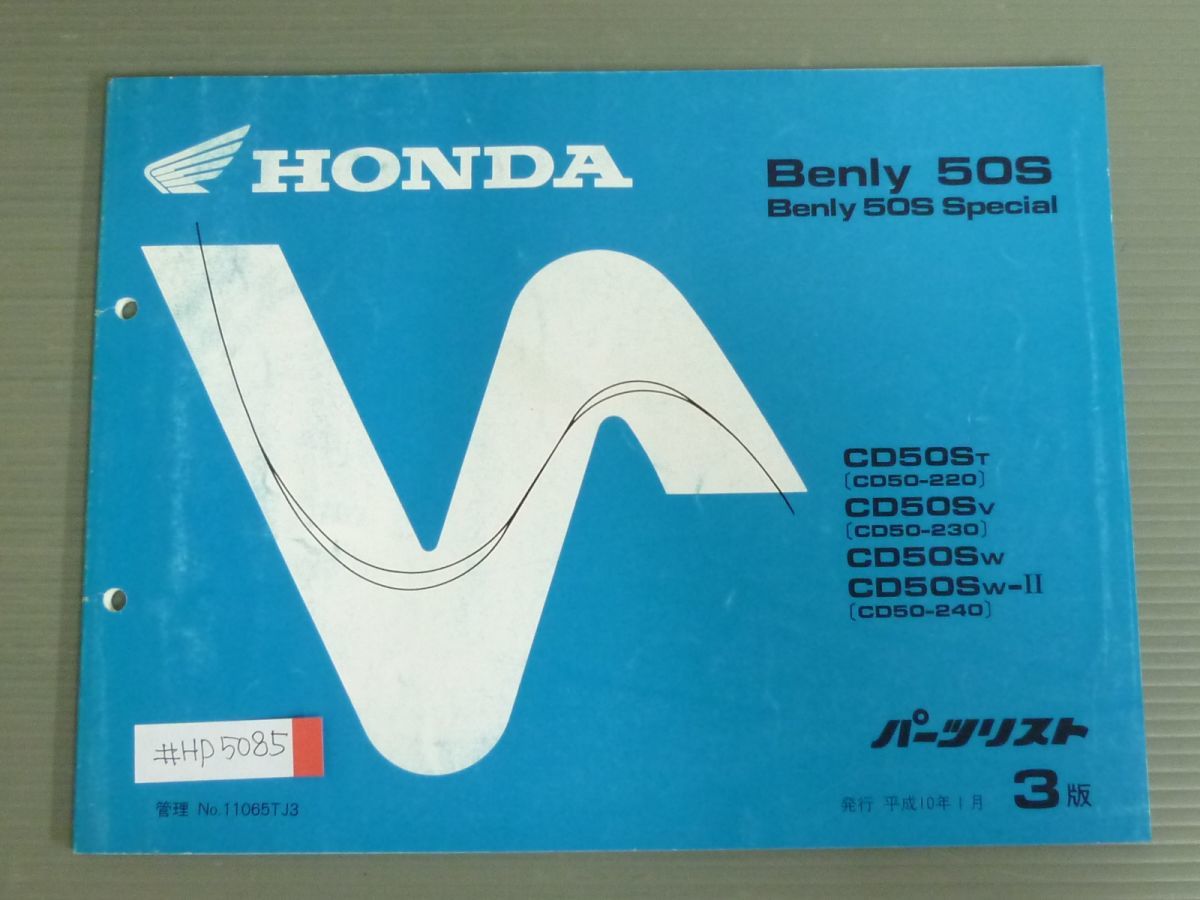 HONDA
Benly 50S
Benly 50S Special
CD50ST
〔CD50-220〕
CD50SV
〔CD50-230〕
CD50SW
CD50SW-II
〔CD50-240〕
パーツリスト
#HP5085
管理 No.11065TJ3
発行 平成10年1月 3版